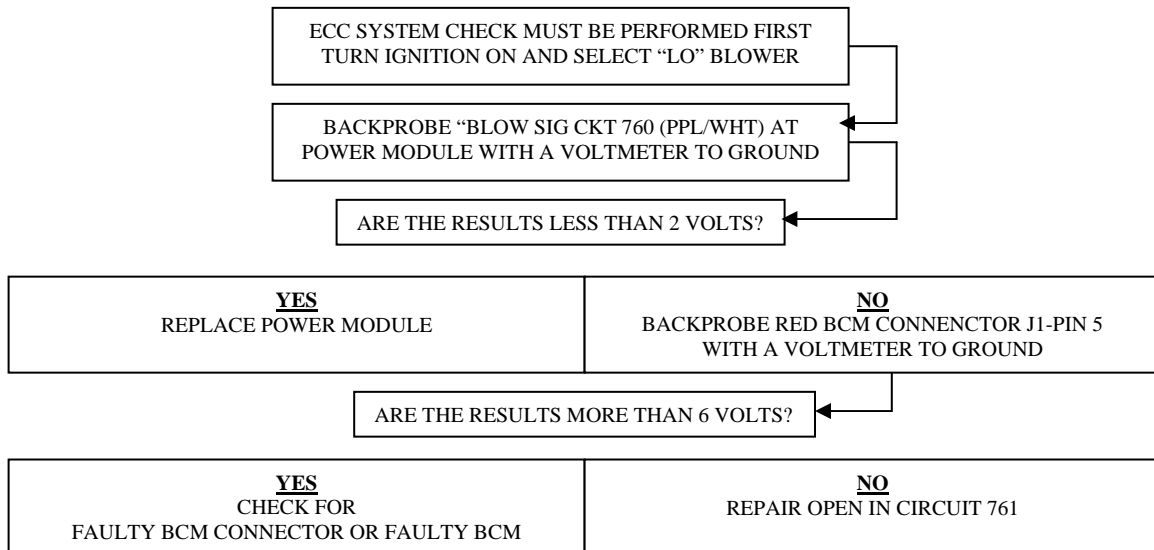 ECC SYSTEM CHECK MUST BE PERFORMED FIRST
TURN IGNITION ON AND SELECT “LO” BLOWER
BACKPROBE “BLOW SIG CKT 760 (PPL/WHT) AT
POWER MODULE WITH A VOLTMETER TO GROUND
ARE THE RESULTS LESS THAN 2 VOLTS?
YES
REPLACE POWER MODULE
NO
BACKPROBE RED BCM CONNENCTOR J1-PIN 5
WITH A VOLTMETER TO GROUND
ARE THE RESULTS MORE THAN 6 VOLTS?
YES
CHECK FOR
FAULTY BCM CONNECTOR OR FAULTY BCM
NO
REPAIR OPEN IN CIRCUIT 761